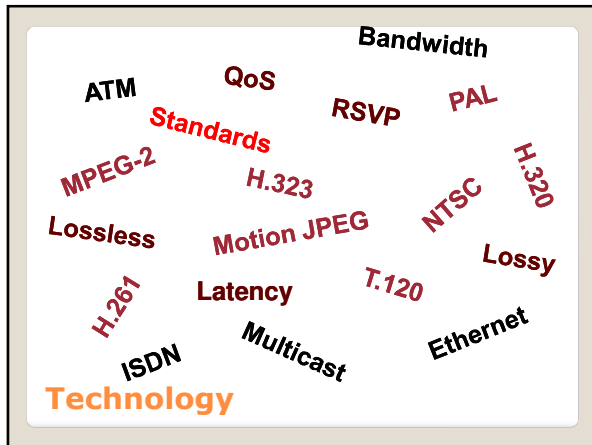 Bandwidth
ATM
QoS
RSVP
PAL
Standards
MPEG-2
H.323
H.320
NTSC
Lossless
Motion JPEG
Lossy
H.261
Latency
T.120
ISDN
Multicast
Ethernet
Technology